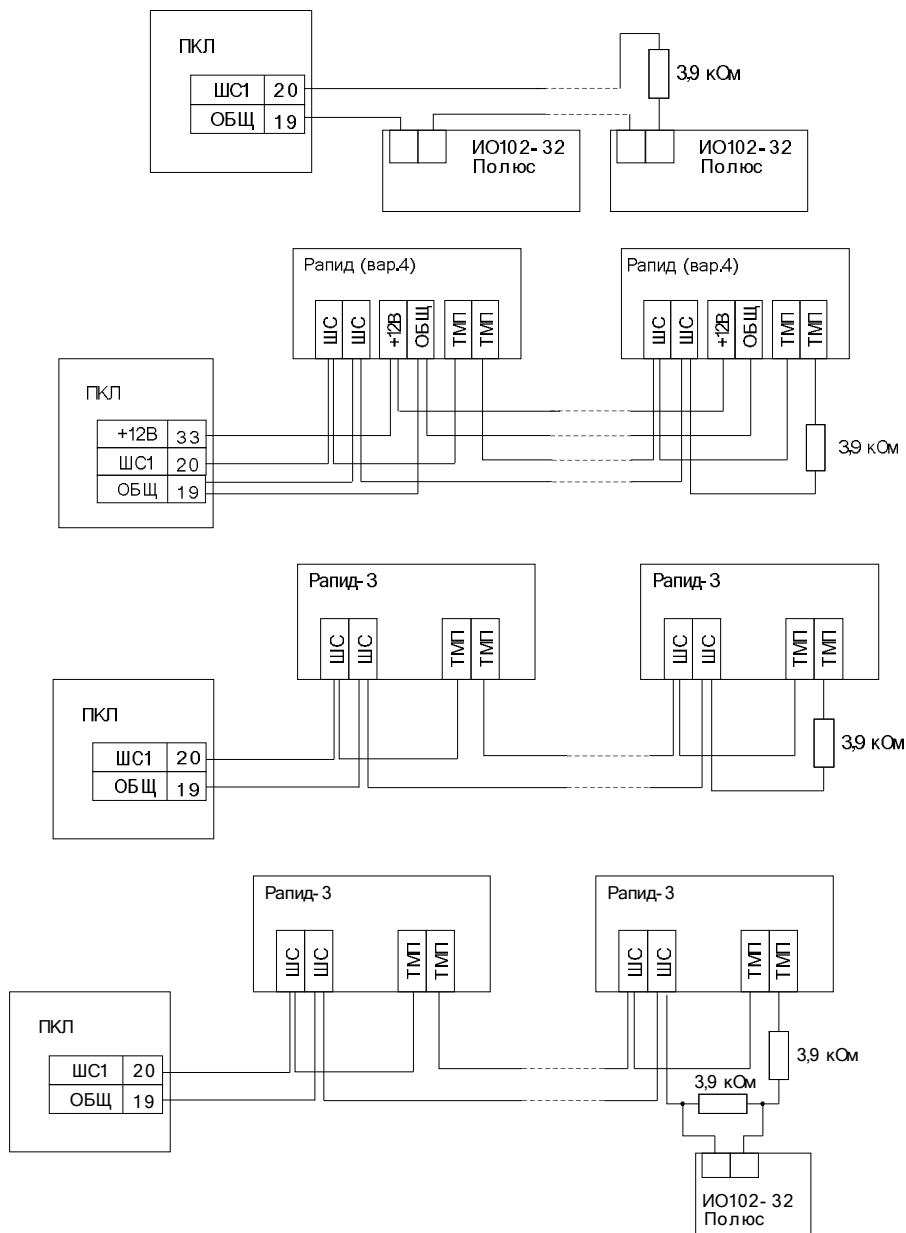 ПКЛ
ШС1 20
ОБЩ 19
3,9 кОм
ИО102-32
Полюс
ИО102-32
Полюс
Рапид (вар.4)
ШС
ШС
+12В
ОБЩ
ТМП
ТМП
Рапид (вар.4)
ШС
ШС
+12В
ОБЩ
ТМП
ТМП
ПКЛ
+12В 33
ШС1 20
ОБЩ 19
3,9 кОм
Рапид-3
ШС
ШС
ТМП
ТМП
Рапид-3
ШС
ШС
ТМП
ТМП
ПКЛ
ШС1 20
ОБЩ 19
3,9 кОм
Рапид-3
ШС
ШС
ТМП
ТМП
Рапид-3
ШС
ШС
ТМП
ТМП
ПКЛ
ШС1 20
ОБЩ 19
3,9 кОм
3,9 кОм
ИО102-32
Полюс